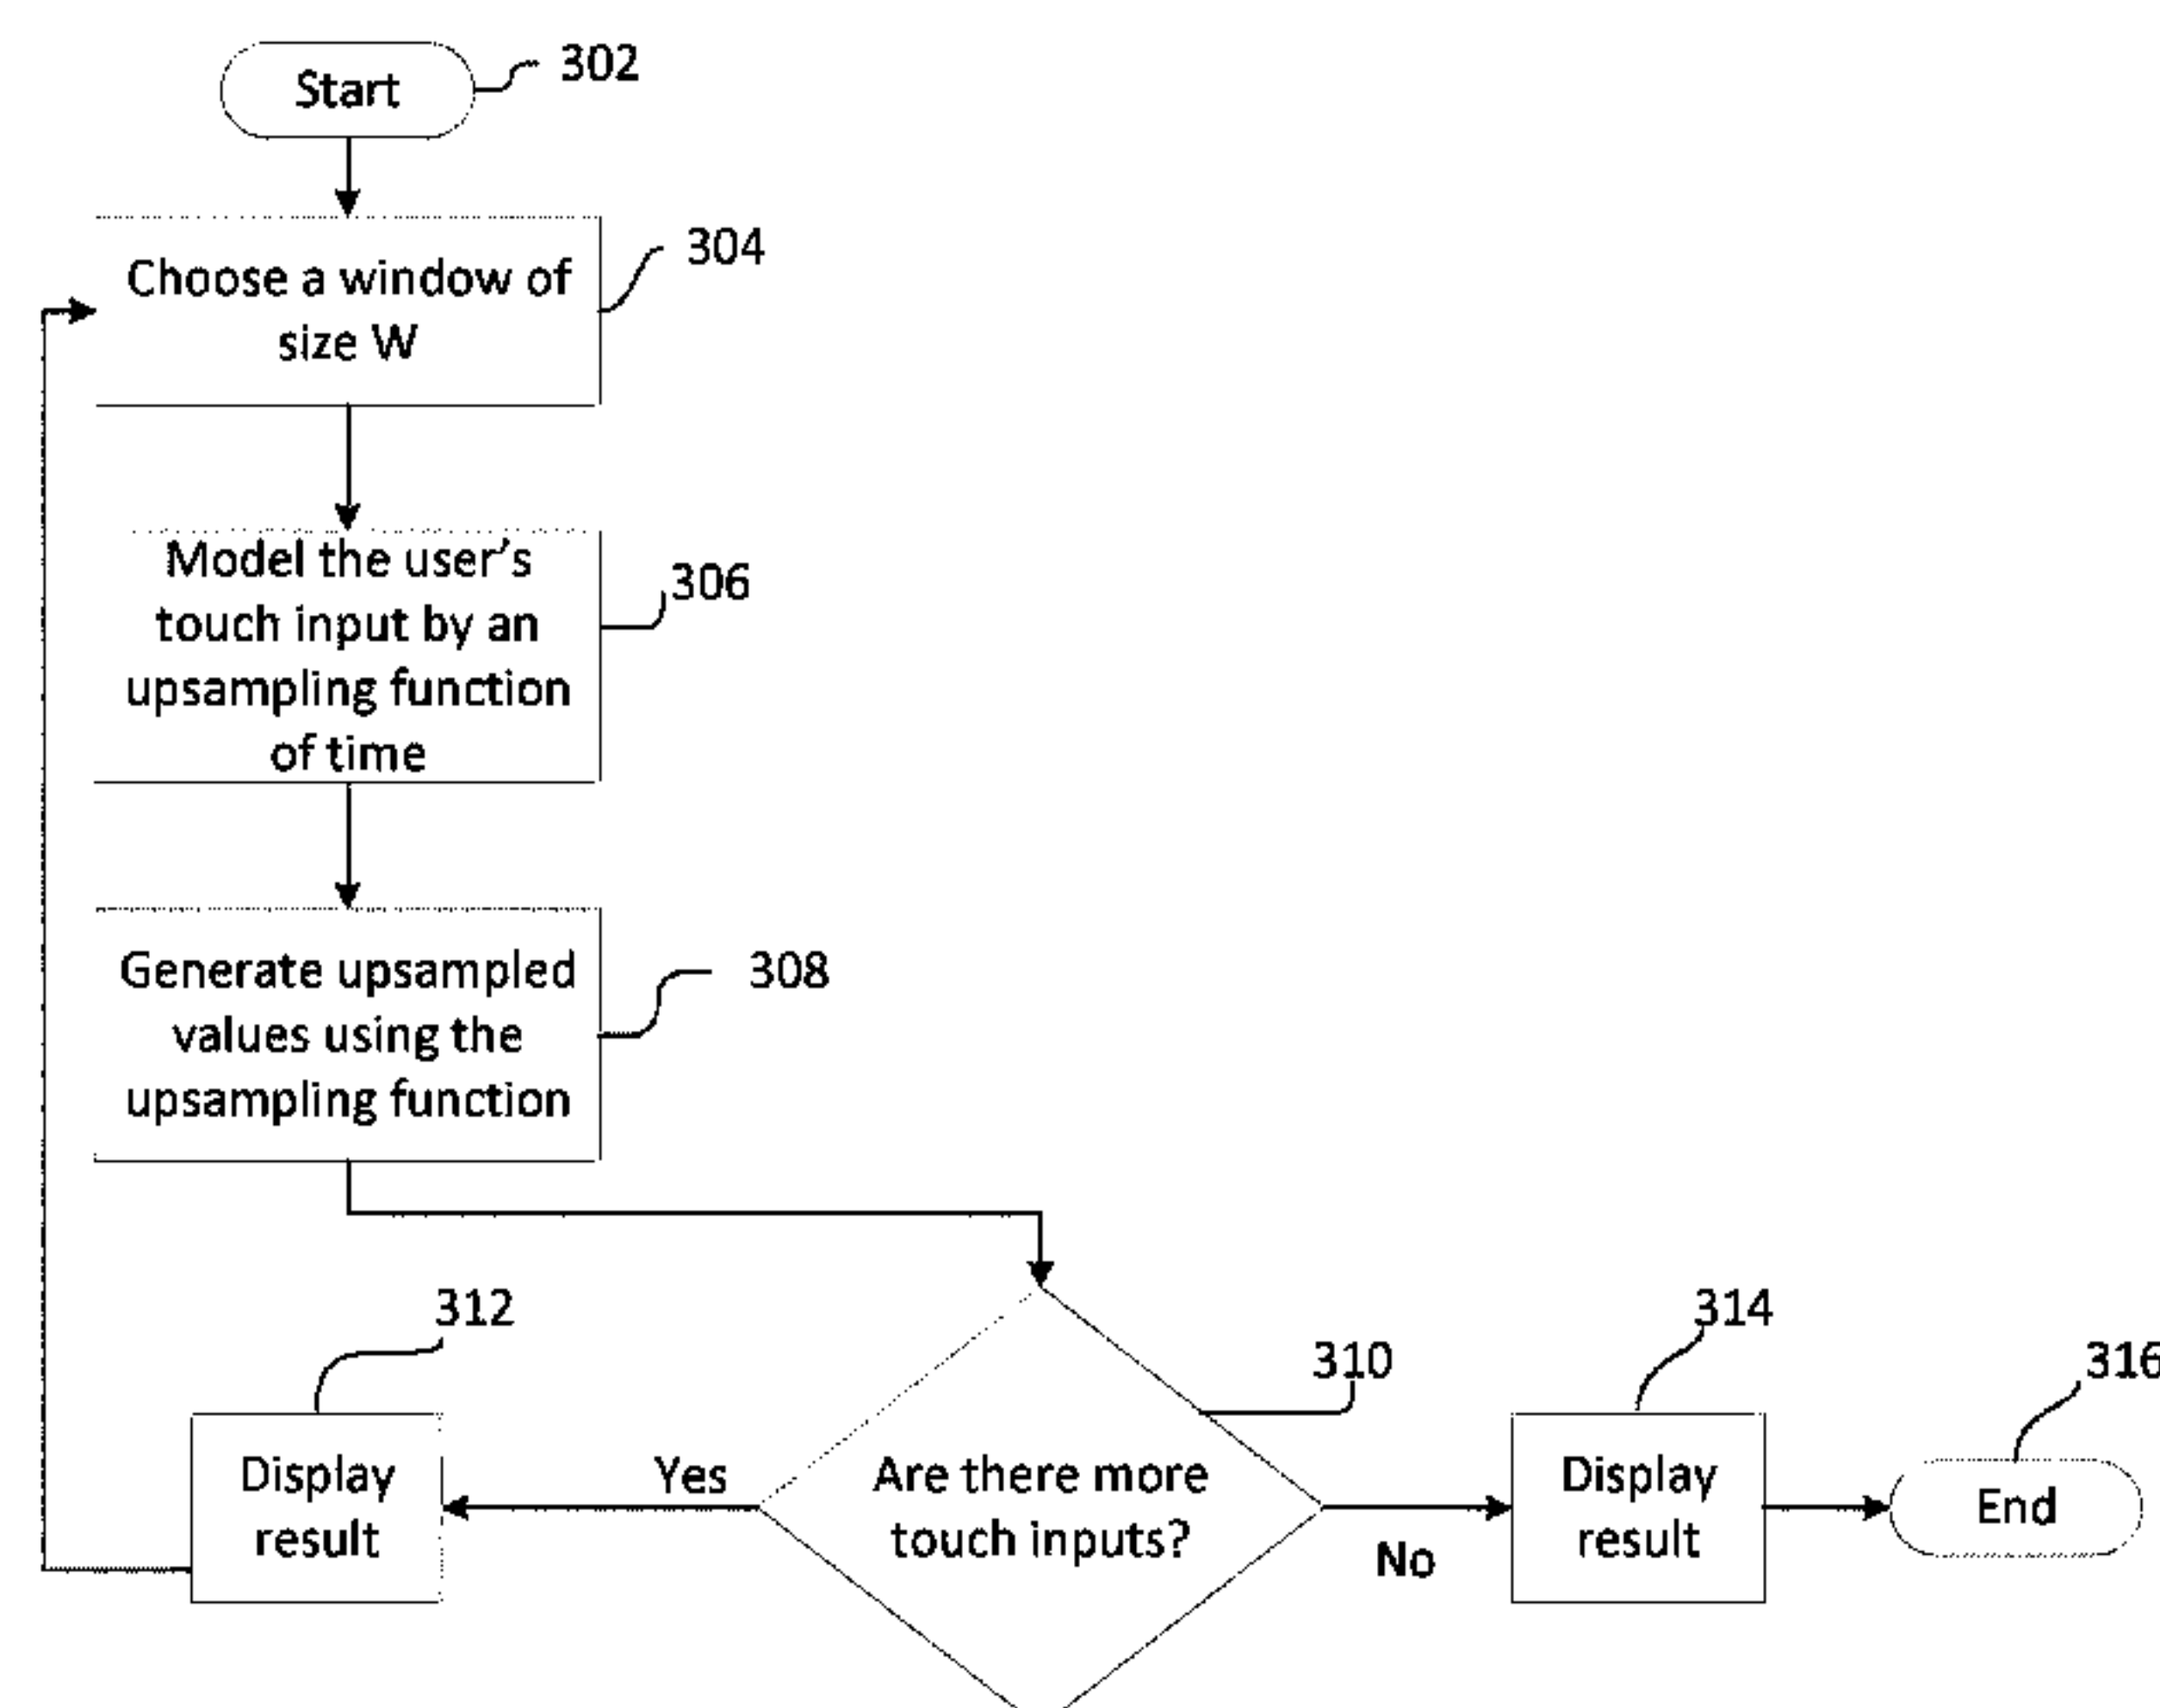 Start
302
Choose a window of
size W
304
Model the user's
touch input by an
upsampling function
of time
306
Generate upsampled
values using the
upsampling function
308
312
Display
result
Yes
310
Are there more
touch inputs?
No
314
Display
result
316
End